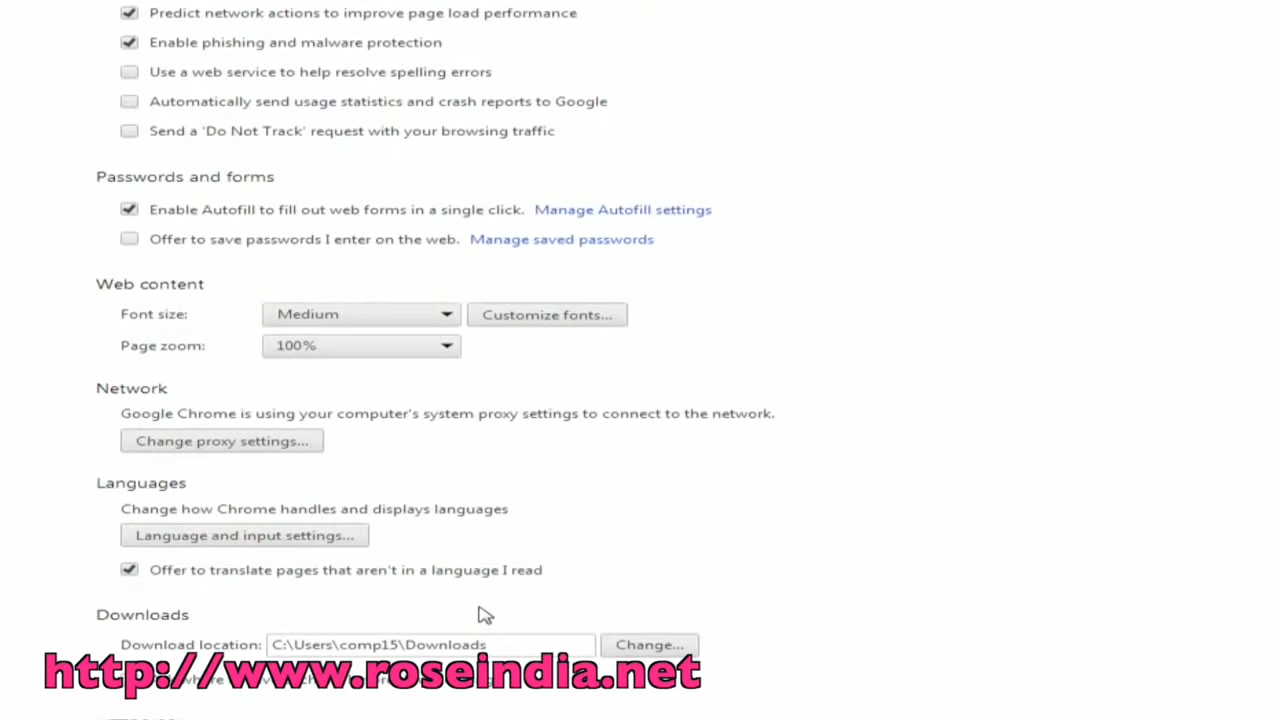 Predict network actions to improve page load performance
Enable phishing and malware protection
Use a web service to help resolve spelling errors
Automatically send usage statistics and crash reports to Google
Send a 'Do Not Track' request with your browsing traffic
Passwords and forms
Enable Autofill to fill out web forms in a single click. Manage Autofill settings
Offer to save passwords I enter on the web. Manage saved passwords
Web content
Font size: Medium Customize fonts...
Page zoom: 100%
Network
Google Chrome is using your computer's system proxy settings to connect to the network.
Change proxy settings...
Languages
Change how Chrome handles and displays languages
Language and input settings...
Offer to translate pages that aren't in a language I read
Downloads
Download location: C:\Users\comp15\Downloads Change...
http://www.roseindia.net